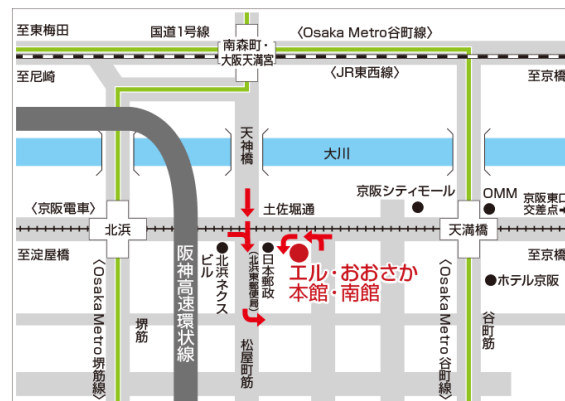 至東梅田
国道1号線
〈Osaka Metro谷町線〉
南森町・
大阪天満宮
至尼崎
〈JR東西線〉
至京橋
天神橋
大川
京阪シティモール
OMM
京阪東口
交差点
〈京阪電車〉
土佐堀通
北浜
天満橋
至淀屋橋
至京橋
阪神高速環状線
北浜ネクス
ビル
日本郵政
(北浜東郵便局)
エル・おおさか
本館・南館
ホテル京阪
〈Osaka Metro堺筋線〉
堺筋
松屋町筋
〈Osaka Metro谷町線〉
谷町筋